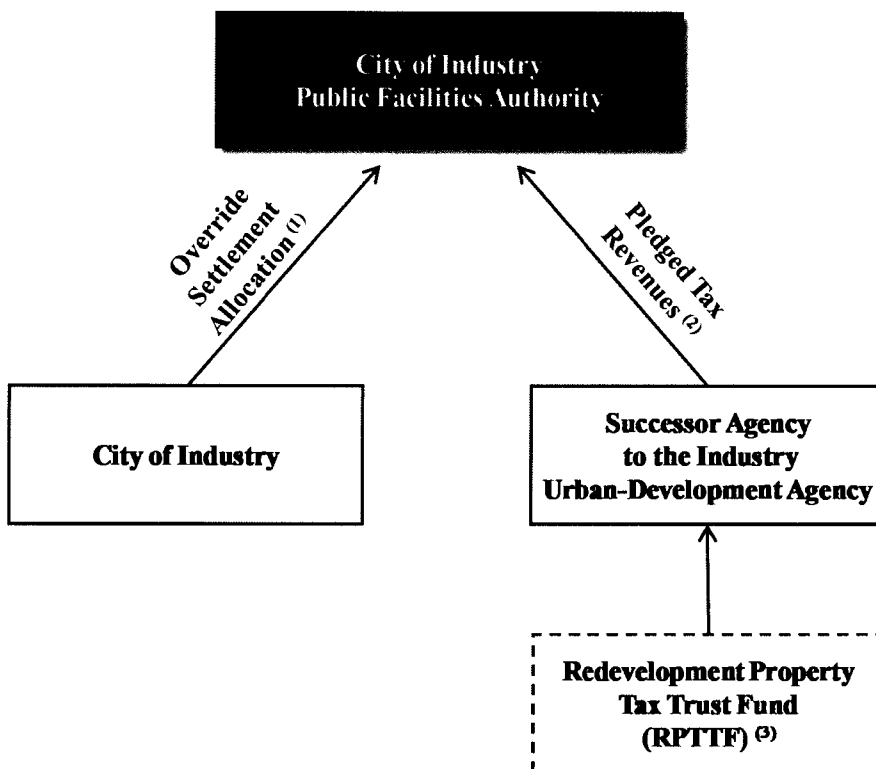 City of Industry
Public Facilities Authority
Override
Settlement
Allocation (1)
Pledged Tax
Revenues (2)
City of Industry
Successor Agency
to the Industry
Urban-Development Agency
Redevelopment Property
Tax Trust Fund
(RPTTF) (3)